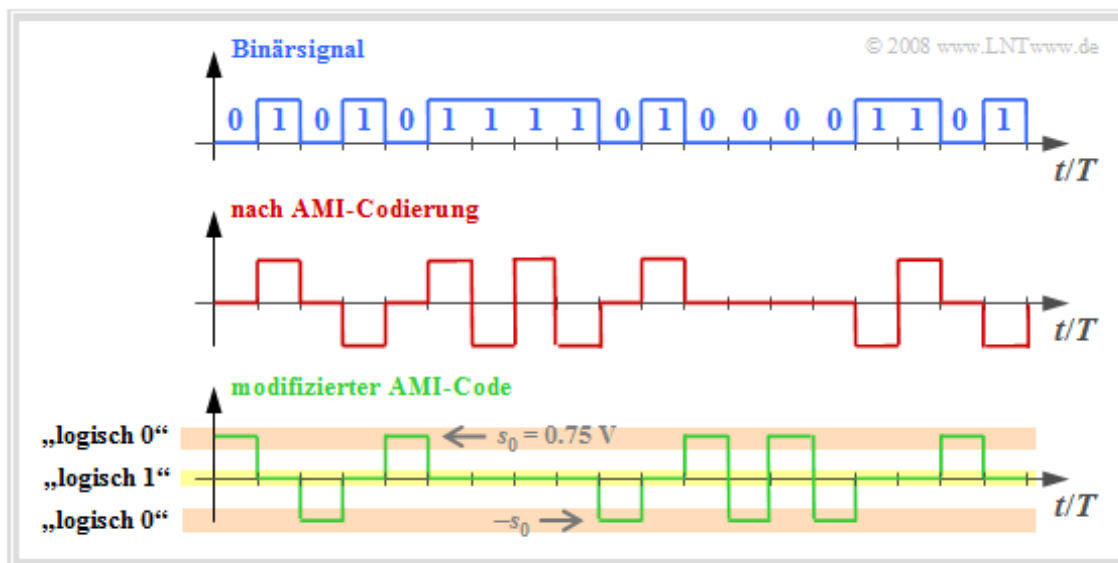 Binärsignal
© 2008 www.LNTwww.de
0 1 0 1 0 1 1 1 1 0 1 0 0 0 0 1 1 0 1
t/T
nach AMI-Codierung
t/T
modifizierter AMI-Code
„logisch 0“
s₀ = 0.75 V
„logisch 1“
„logisch 0“
–s₀
t/T